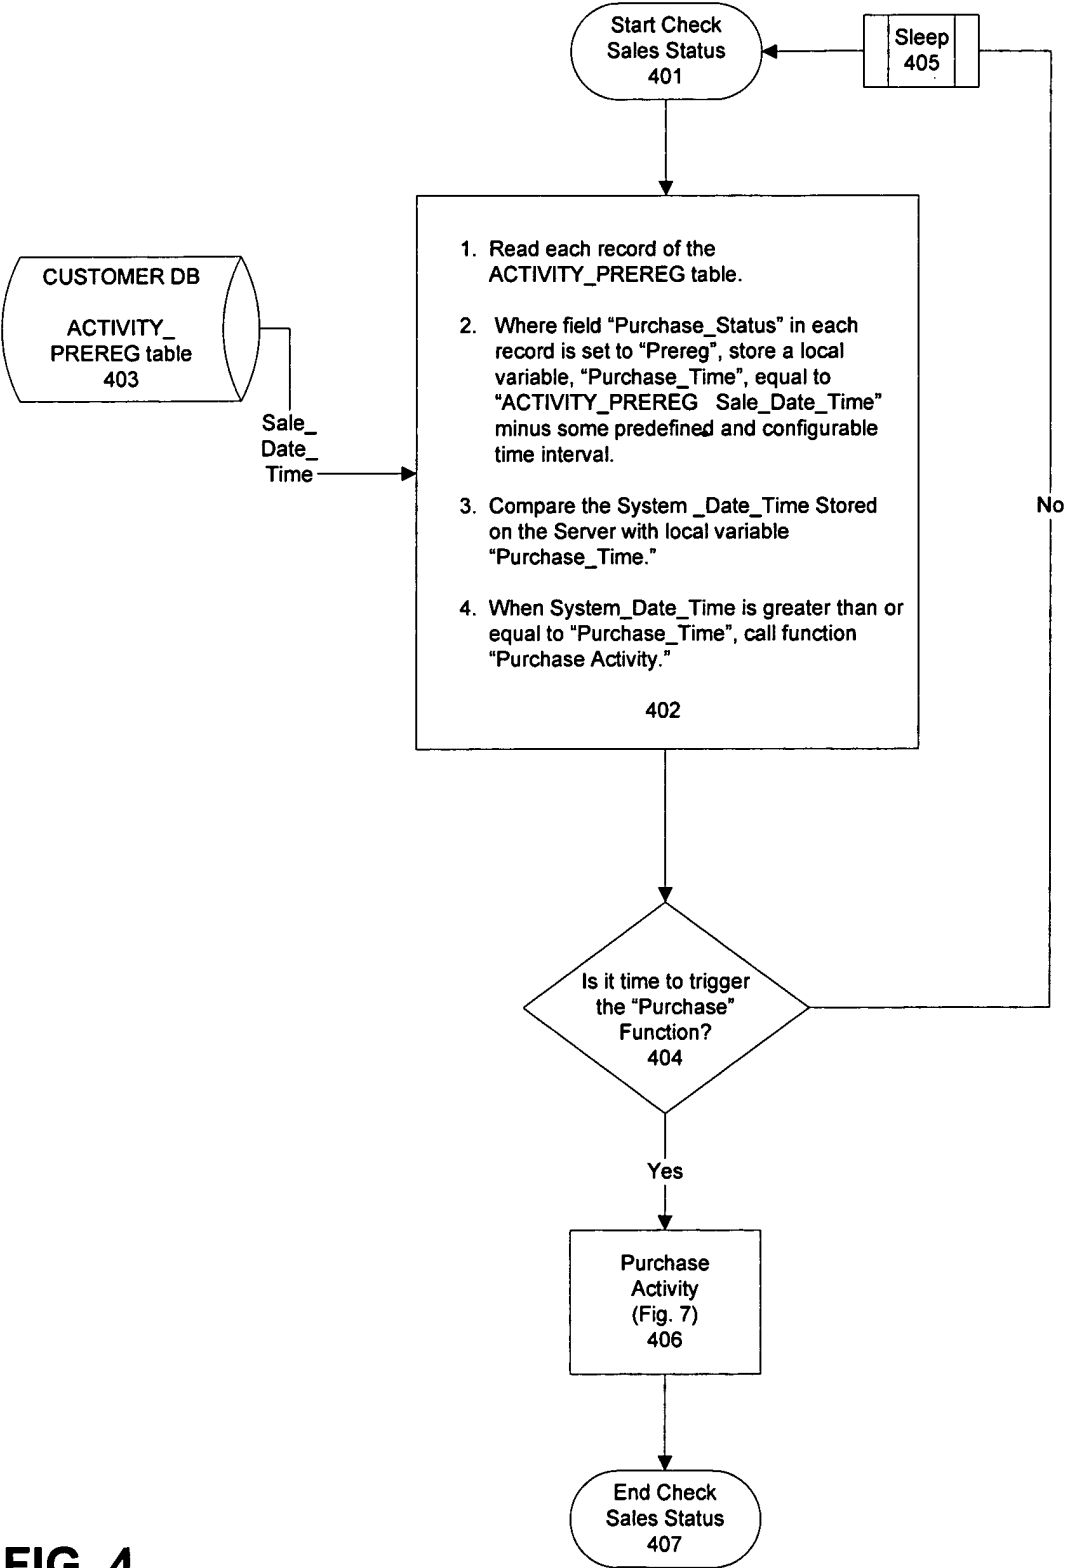 Start Check
Sales Status
401
Sleep
405
CUSTOMER DB
ACTIVITY_
PREREG table
403
Sale_
Date_
Time
1. Read each record of the
ACTIVITY_PREREG table.
2. Where field “Purchase_Status” in each
record is set to “Prereg”, store a local
variable, “Purchase_Time”, equal to
“ACTIVITY_PREREG Sale_Date_Time”
minus some predefined and configurable
time interval.
3. Compare the System _Date_Time Stored
on the Server with local variable
“Purchase_Time.”
4. When System_Date_Time is greater than or
equal to “Purchase_Time”, call function
“Purchase Activity.”
402
No
Is it time to trigger
the “Purchase”
Function?
404
Yes
Purchase
Activity
(Fig. 7)
406
End Check
Sales Status
407
FIG. 4